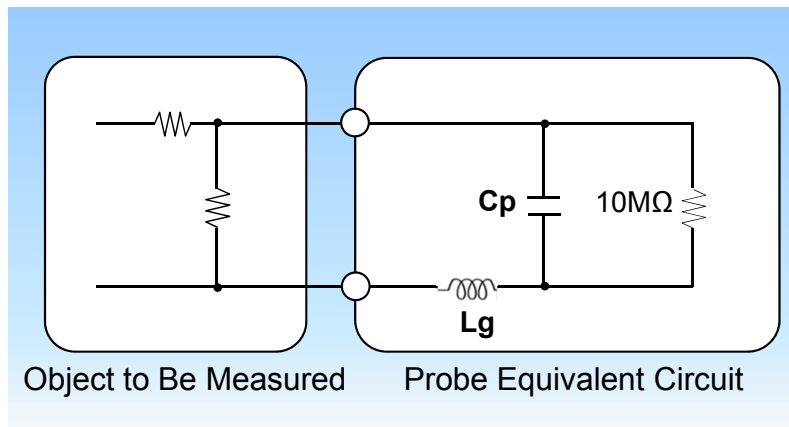 Cp
10MΩ
Lg
Object to Be Measured
Probe Equivalent Circuit